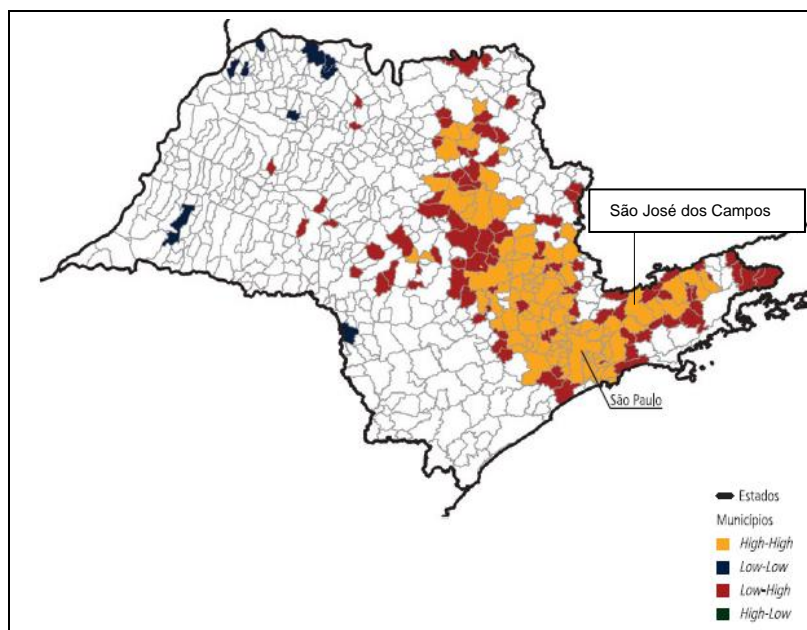 São José dos Campos
São Paulo
Estados
Municípios
High-High
Low-Low
Low-High
High-Low